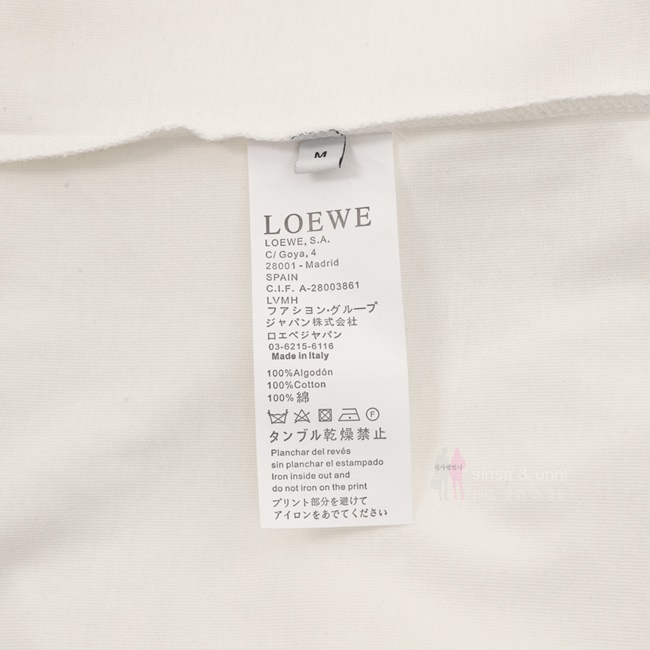 M
LOEWE
LOEWE, S.A.
C/ Goya, 4
28001 - Madrid
SPAIN
C.I.F. A-28003861
LVMH
ファション・グループ
ジャパン株式会社
ロエベジャパン
03-6215-6116
Made in Italy
100%Algodón
100%Cotton
100% 綿
F
タンブル乾燥禁止
Planchar del revés
sin planchar el estampado
Iron inside out and
do not iron on the print
プリント部分を避けて
アイロンをあててください
sinsa & unni